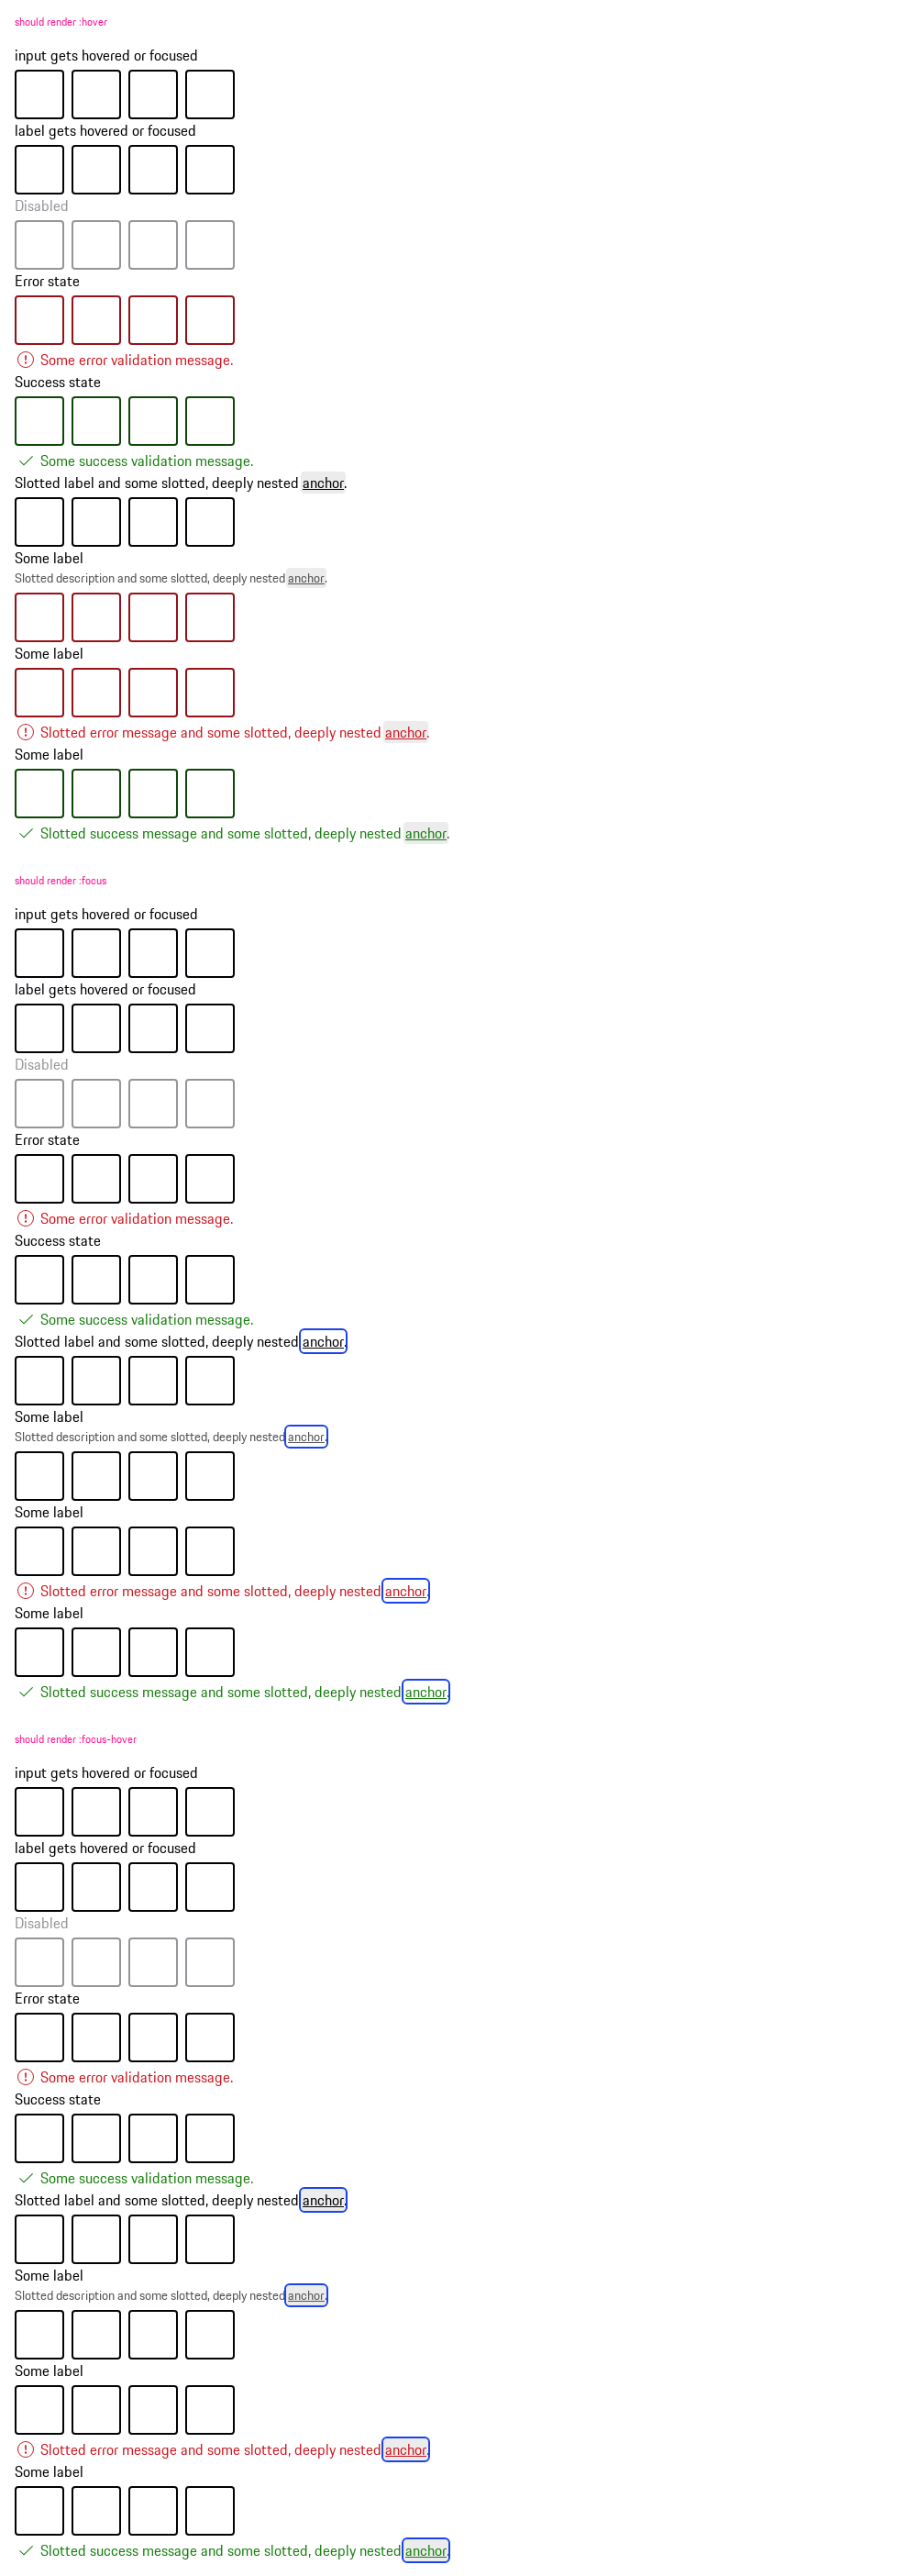 should render :hover
input gets hovered or focused
label gets hovered or focused
Disabled
Error state
Some error validation message.
Success state
Some success validation message.
Slotted label and some slotted, deeply nested anchor.
Some label
Slotted description and some slotted, deeply nested anchor.
Some label
Slotted error message and some slotted, deeply nested anchor.
Some label
Slotted success message and some slotted, deeply nested anchor.
should render :focus
input gets hovered or focused
label gets hovered or focused
Disabled
Error state
Some error validation message.
Success state
Some success validation message.
Slotted label and some slotted, deeply nested anchor.
Some label
Slotted description and some slotted, deeply nested anchor.
Some label
Slotted error message and some slotted, deeply nested anchor.
Some label
Slotted success message and some slotted, deeply nested anchor.
should render :focus-hover
input gets hovered or focused
label gets hovered or focused
Disabled
Error state
Some error validation message.
Success state
Some success validation message.
Slotted label and some slotted, deeply nested anchor.
Some label
Slotted description and some slotted, deeply nested anchor.
Some label
Slotted error message and some slotted, deeply nested anchor.
Some label
Slotted success message and some slotted, deeply nested anchor.